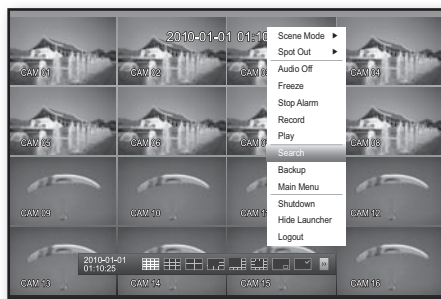 2010-01-01 01:10
Scene Mode
Spot Out
Audio Off
Freeze
Stop Alarm
Record
Play
Search
Backup
Main Menu
Shutdown
Hide Launcher
Logout
CAM 01
CAM 02
CAM 04
CAM 05
CAM 06
CAM 08
CAM 09
CAM 10
CAM 12
2010-01-01
01:10:25
CAM 13
CAM 14
CAM 15
CAM 16